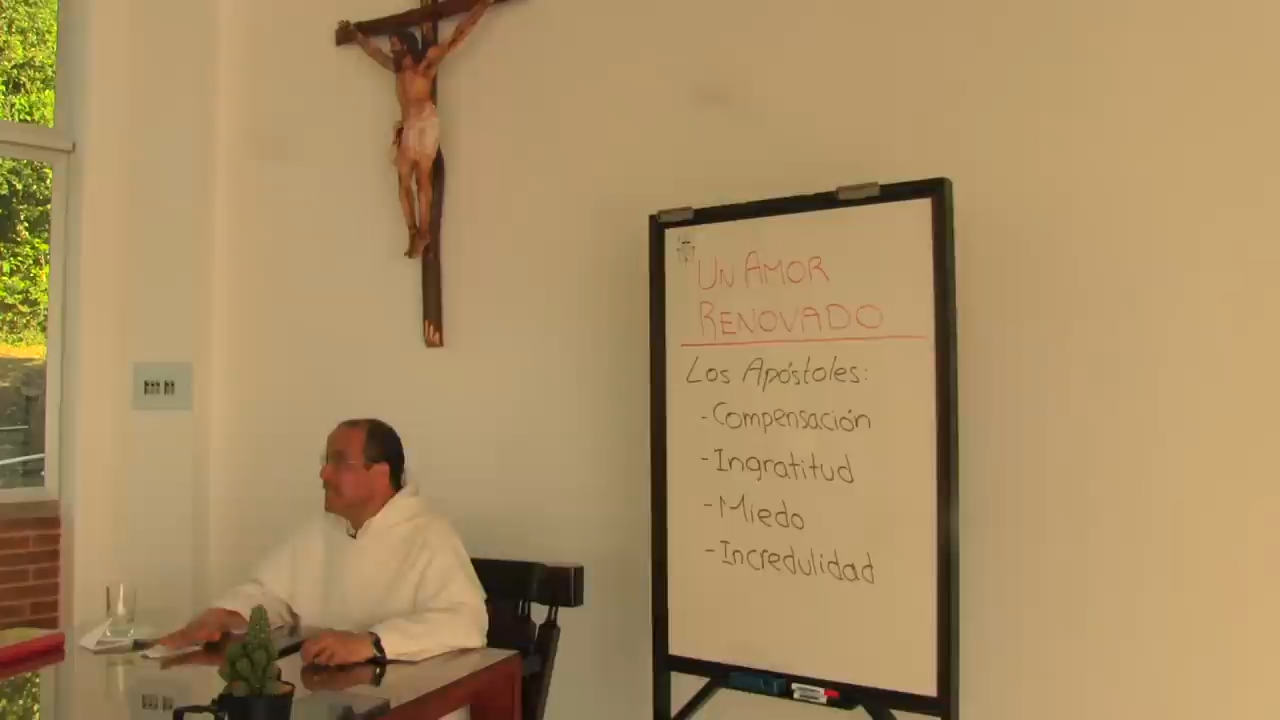 UN AMOR
RENOVADO
Los Apóstoles:
- Compensación
- Ingratitud
- Miedo
- Incredulidad